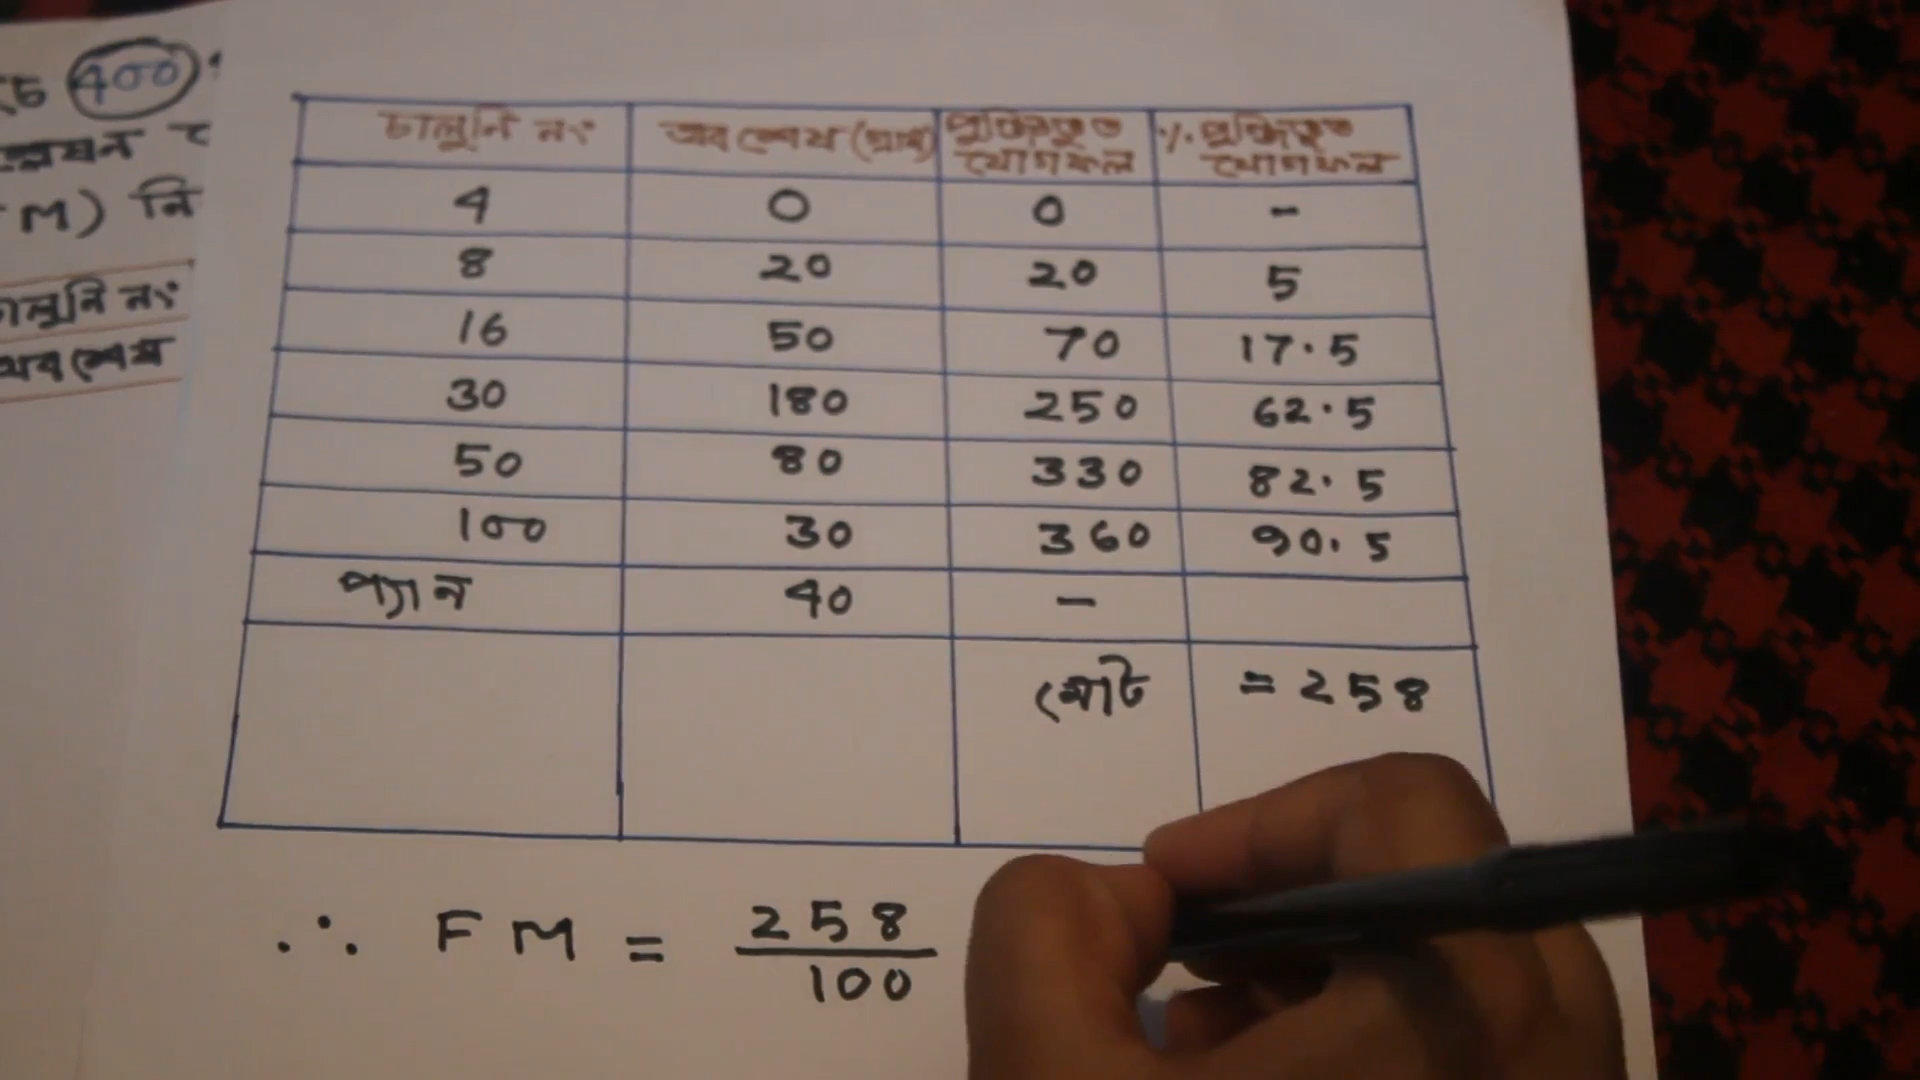 400
M) নি
চালুনি নং
অবশেষ
চালুনি নং অবশেষ (গ্রাম) পুঞ্জিভূত যোগফল % পুঞ্জিভূত যোগফল
4 0 0 -
8 20 20 5
16 50 70 17.5
30 180 250 62.5
50 80 330 82.5
100 30 360 90.5
প্যান 40 -
মোট = 258
∴ FM = 258
100